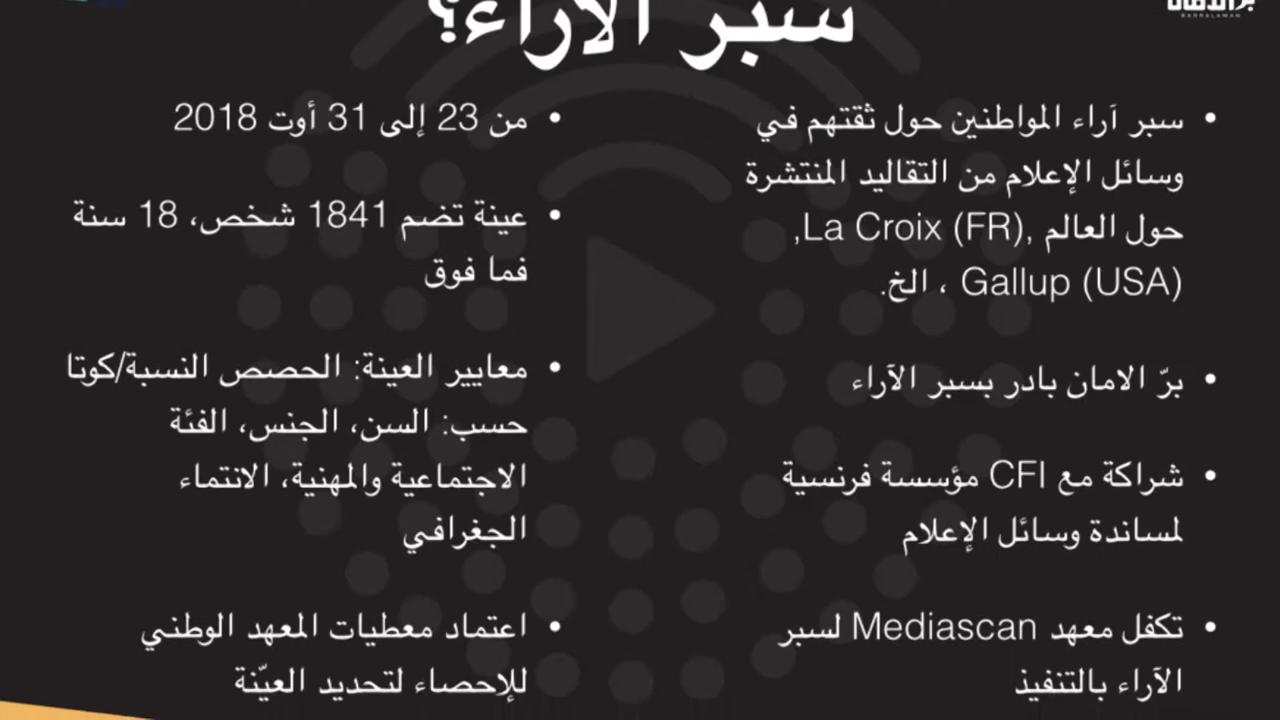 سبر الآراء؟
BARRALAMAN
• سبر آراء المواطنين حول ثقتهم في
وسائل الإعلام من التقاليد المنتشرة
حول العالم ,La Croix (FR),
Gallup (USA) ، الخ.
• برّ الامان بادر بسبر الآراء
• شراكة مع CFI مؤسسة فرنسية
لمساندة وسائل الإعلام
• تكفل معهد Mediascan لسبر
الآراء بالتنفيذ
• من 23 إلى 31 أوت 2018
• عينة تضم 1841 شخص، 18 سنة
فما فوق
• معايير العينة: الحصص النسبة/كوتا
حسب: السن، الجنس، الفئة
الاجتماعية والمهنية، الانتماء
الجغرافي
• اعتماد معطيات المعهد الوطني
للإحصاء لتحديد العيّنة